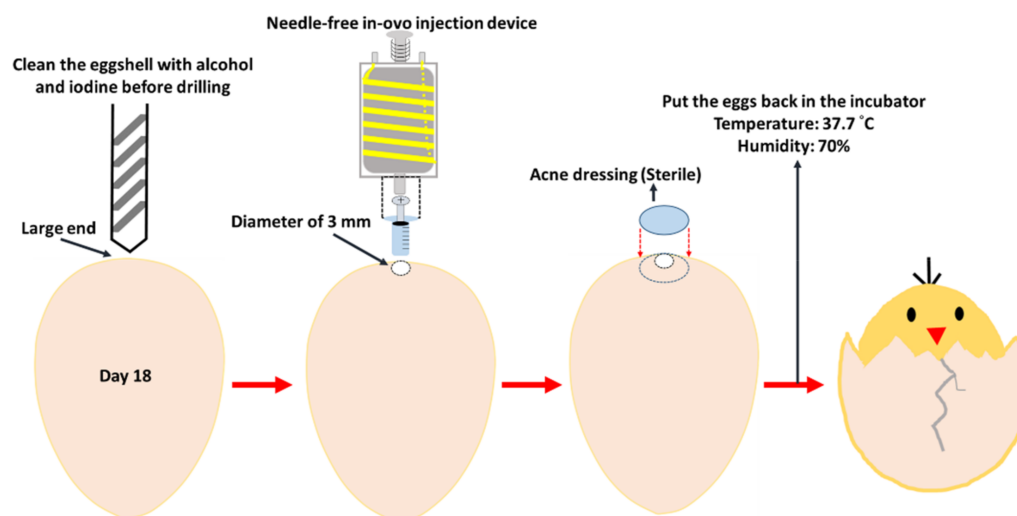 Needle-free in-ovo injection device
Clean the eggshell with alcohol
and iodine before drilling
Large end
Day 18
Diameter of 3 mm
Acne dressing (Sterile)
Put the eggs back in the incubator
Temperature: 37.7 °C
Humidity: 70%